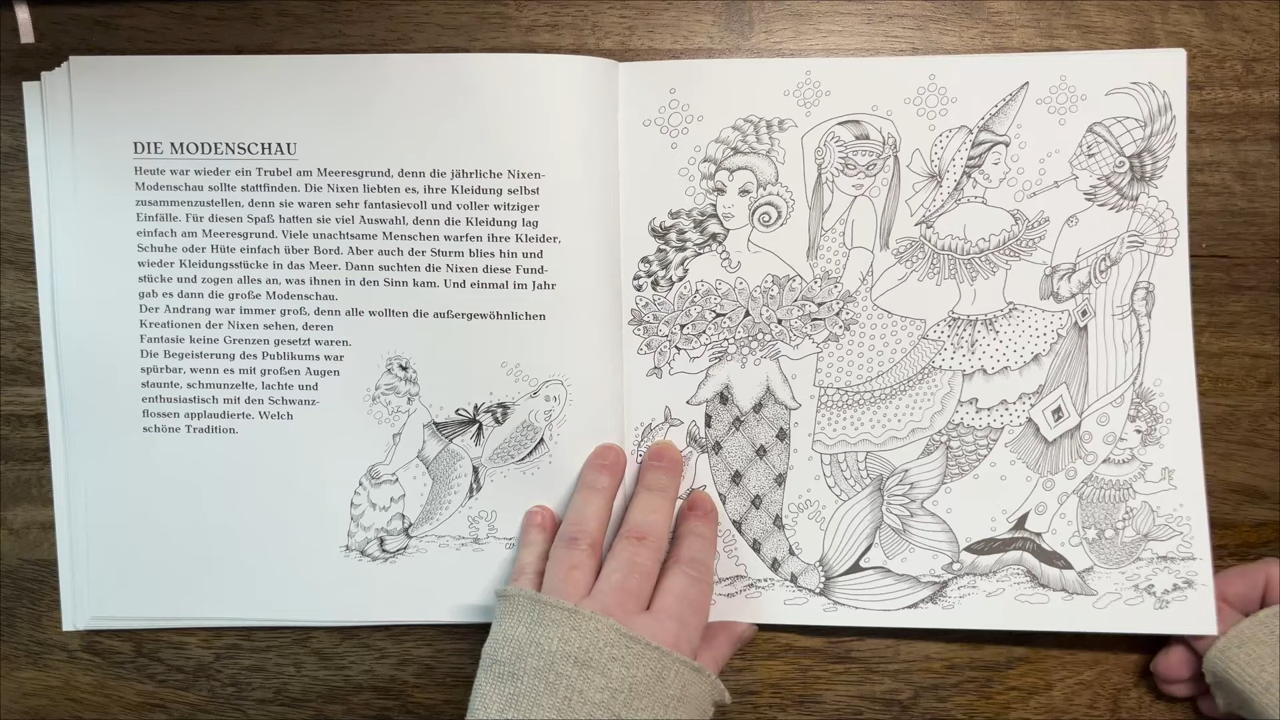 DIE MODENSCHAU
Heute war wieder ein Trubel am Meeresgrund, denn die jährliche Nixen-
Modenschau sollte stattfinden. Die Nixen liebten es, ihre Kleidung selbst
zusammenzustellen, denn sie waren sehr fantasievoll und voller witziger
Einfälle. Für diesen Spaß hatten sie viel Auswahl, denn die Kleidung lag
einfach am Meeresgrund. Viele unachtsame Menschen warfen ihre Kleider,
Schuhe oder Hüte einfach über Bord. Aber auch der Sturm blies hin und
wieder Kleidungsstücke in das Meer. Dann suchten die Nixen diese Fund-
stücke und zogen alles an, was ihnen in den Sinn kam. Und einmal im Jahr
gab es dann die große Modenschau.
Der Andrang war immer groß, denn alle wollten die außergewöhnlichen
Kreationen der Nixen sehen, deren
Fantasie keine Grenzen gesetzt waren.
Die Begeisterung des Publikums war
spürbar, wenn es mit großen Augen
staunte, schmunzelte, lachte und
enthusiastisch mit den Schwanz-
flossen applaudierte. Welch
schöne Tradition.